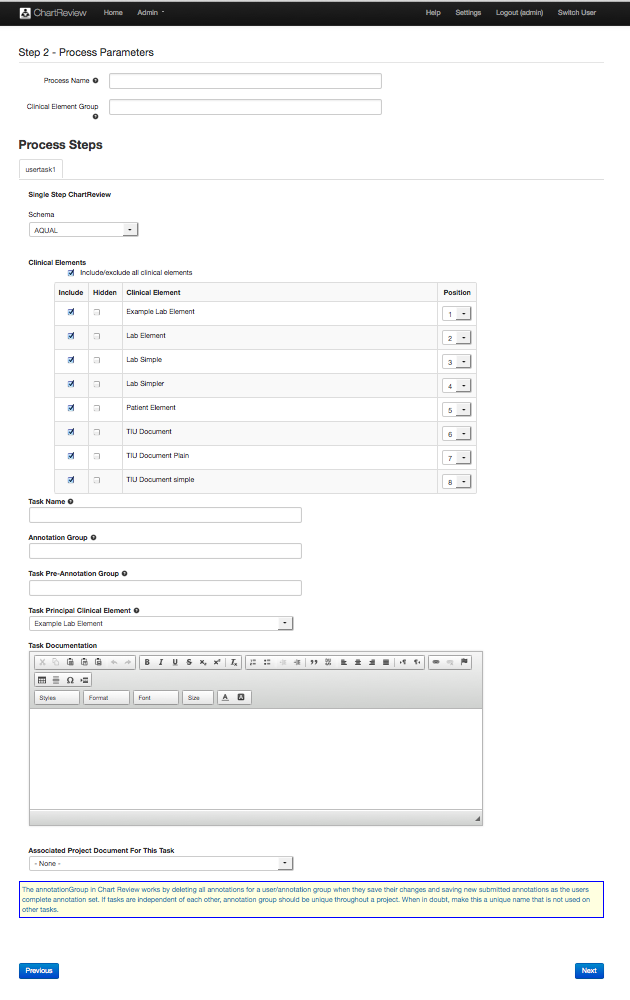 ChartReview Home Admin Help Settings Logout (admin) Switch User
Step 2 - Process Parameters
Process Name
Clinical Element Group
Process Steps
usertask1
Single Step ChartReview
Schema
AQUAL
Clinical Elements
Include/exclude all clinical elements
Include Hidden Clinical Element Position
Example Lab Element 1
Lab Element 2
Lab Simple 3
Lab Simpler 4
Patient Element 5
TIU Document 6
TIU Document Plain 7
TIU Document simple 8
Task Name
Annotation Group
Task Pre-Annotation Group
Task Principal Clinical Element
Example Lab Element
Task Documentation
Styles Format Font Size
Associated Project Document For This Task
- None -
The annotationGroup in Chart Review works by deleting all annotations for a user/annotation group when they save their changes and saving new submitted annotations as the users
complete annotation set. If tasks are independent of each other, annotation group should be unique throughout a project. When in doubt, make this a unique name that is not used on
other tasks.
Previous Next